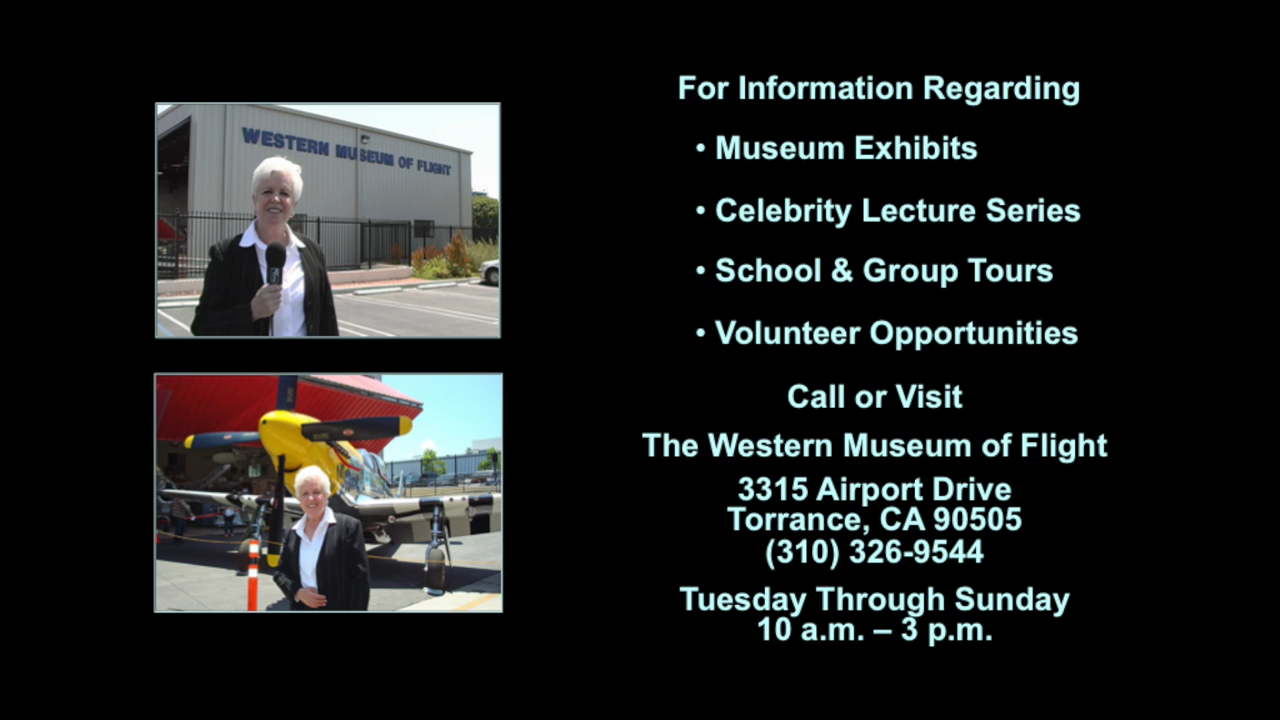 WESTERN MUSEUM OF FLIGHT
For Information Regarding
• Museum Exhibits
• Celebrity Lecture Series
• School & Group Tours
• Volunteer Opportunities
Call or Visit
The Western Museum of Flight
3315 Airport Drive
Torrance, CA 90505
(310) 326-9544
Tuesday Through Sunday
10 a.m. – 3 p.m.